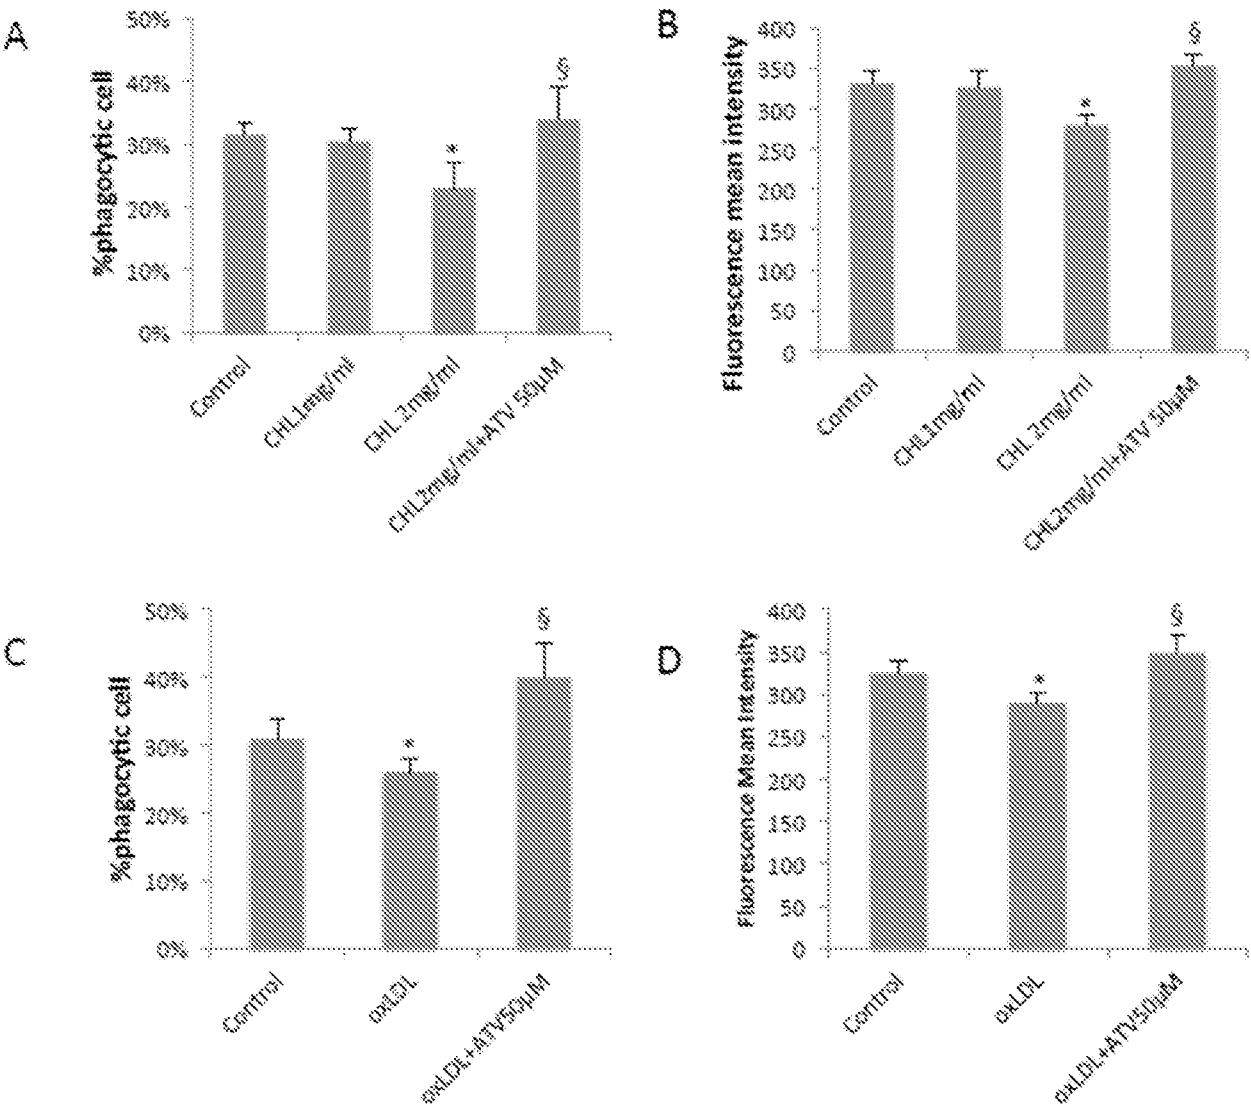 A
%phagocytic cell
50%
40%
30%
20%
10%
0%
*
§
Control
CHL1mg/ml
CHL 2mg/ml
CHL2mg/ml+ATV 50µM
B
Fluorescence mean intensity
400
350
300
250
200
150
100
50
0
*
§
Control
CHL1mg/ml
CHL 2mg/ml
CHL2mg/ml+ATV 50µM
C
%phagocytic cell
50%
40%
30%
20%
10%
0%
*
§
Control
oxLDL
oxLDL+ATV50µM
D
Fluorescence Mean Intensity
400
350
300
250
200
150
100
50
0
*
§
Control
oxLDL
oxLDL+ATV50µM